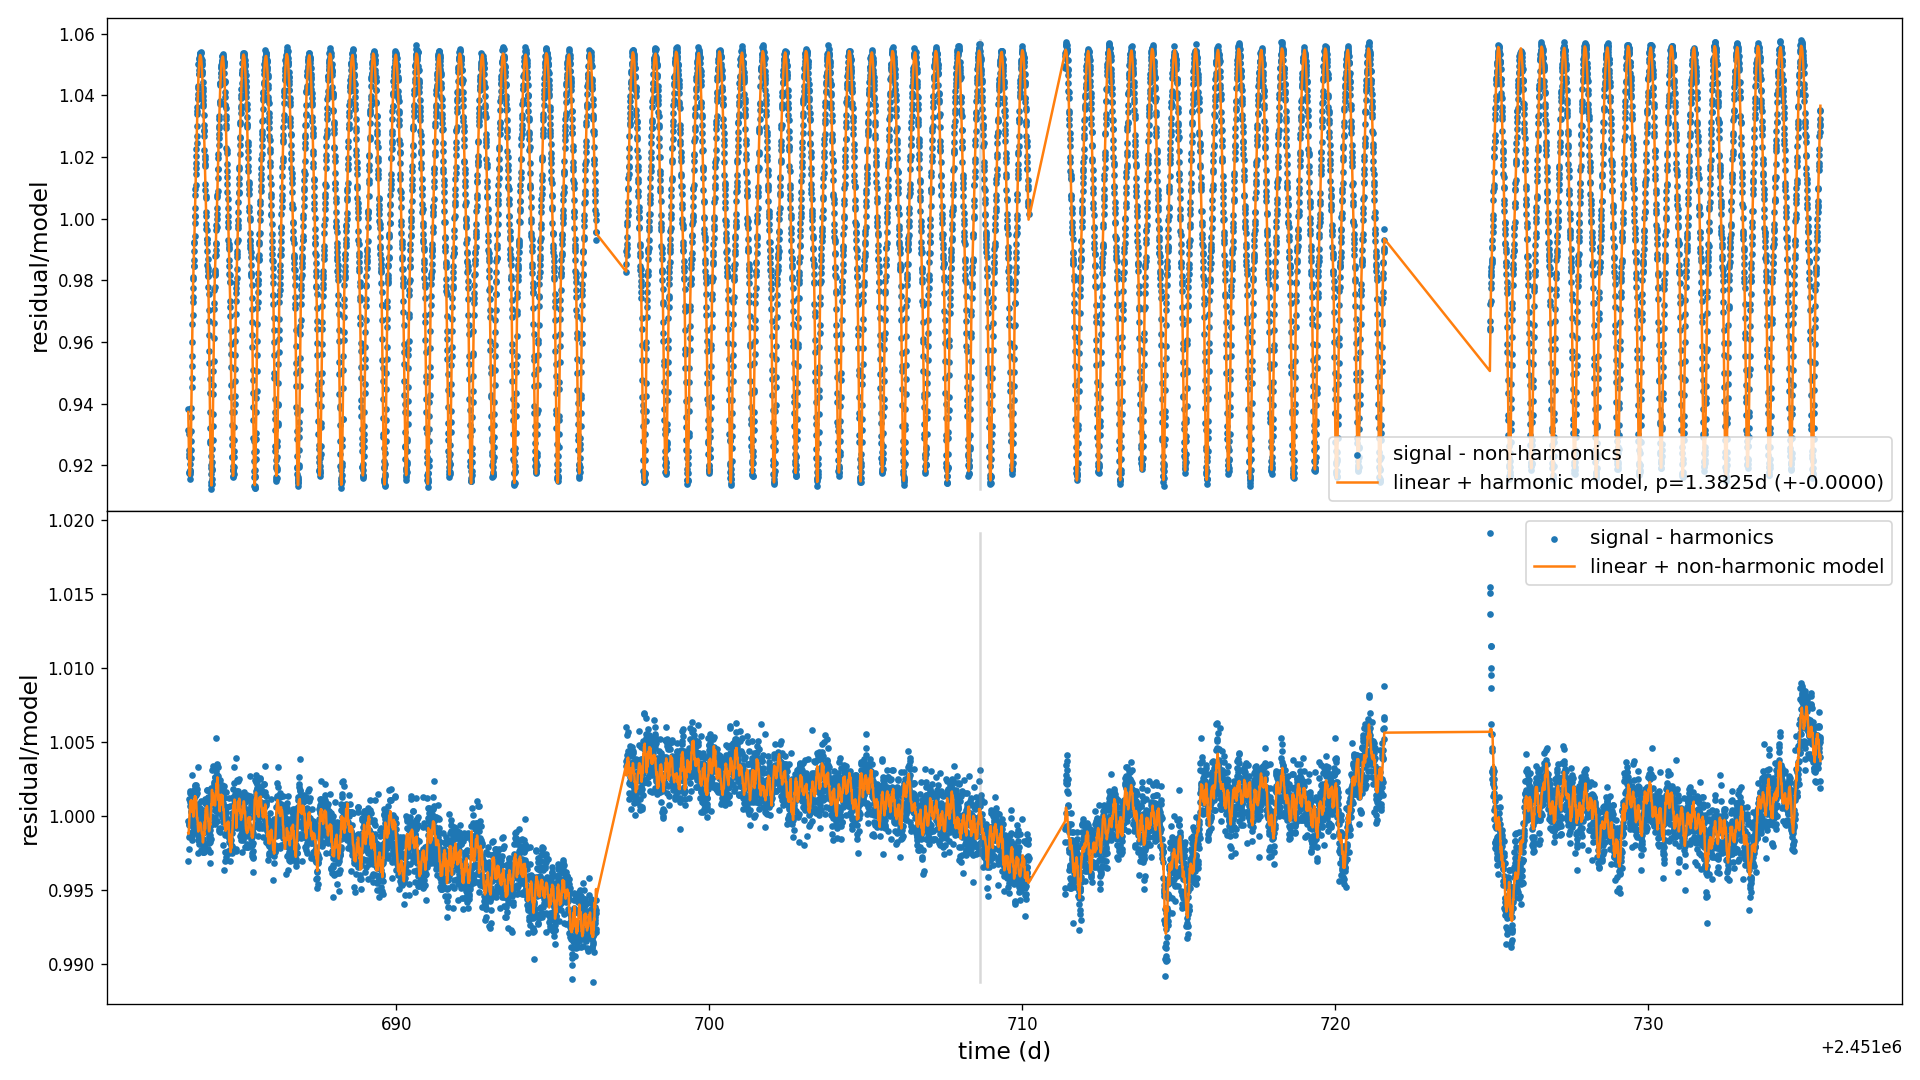 1.06
1.04
1.02
1.00
0.98
0.96
0.94
0.92
residual/model
signal - non-harmonics
linear + harmonic model, p=1.3825d (+-0.0000)
1.020
1.015
1.010
1.005
1.000
0.995
0.990
residual/model
signal - harmonics
linear + non-harmonic model
690
700
710
720
730
time (d)
+2.451e6